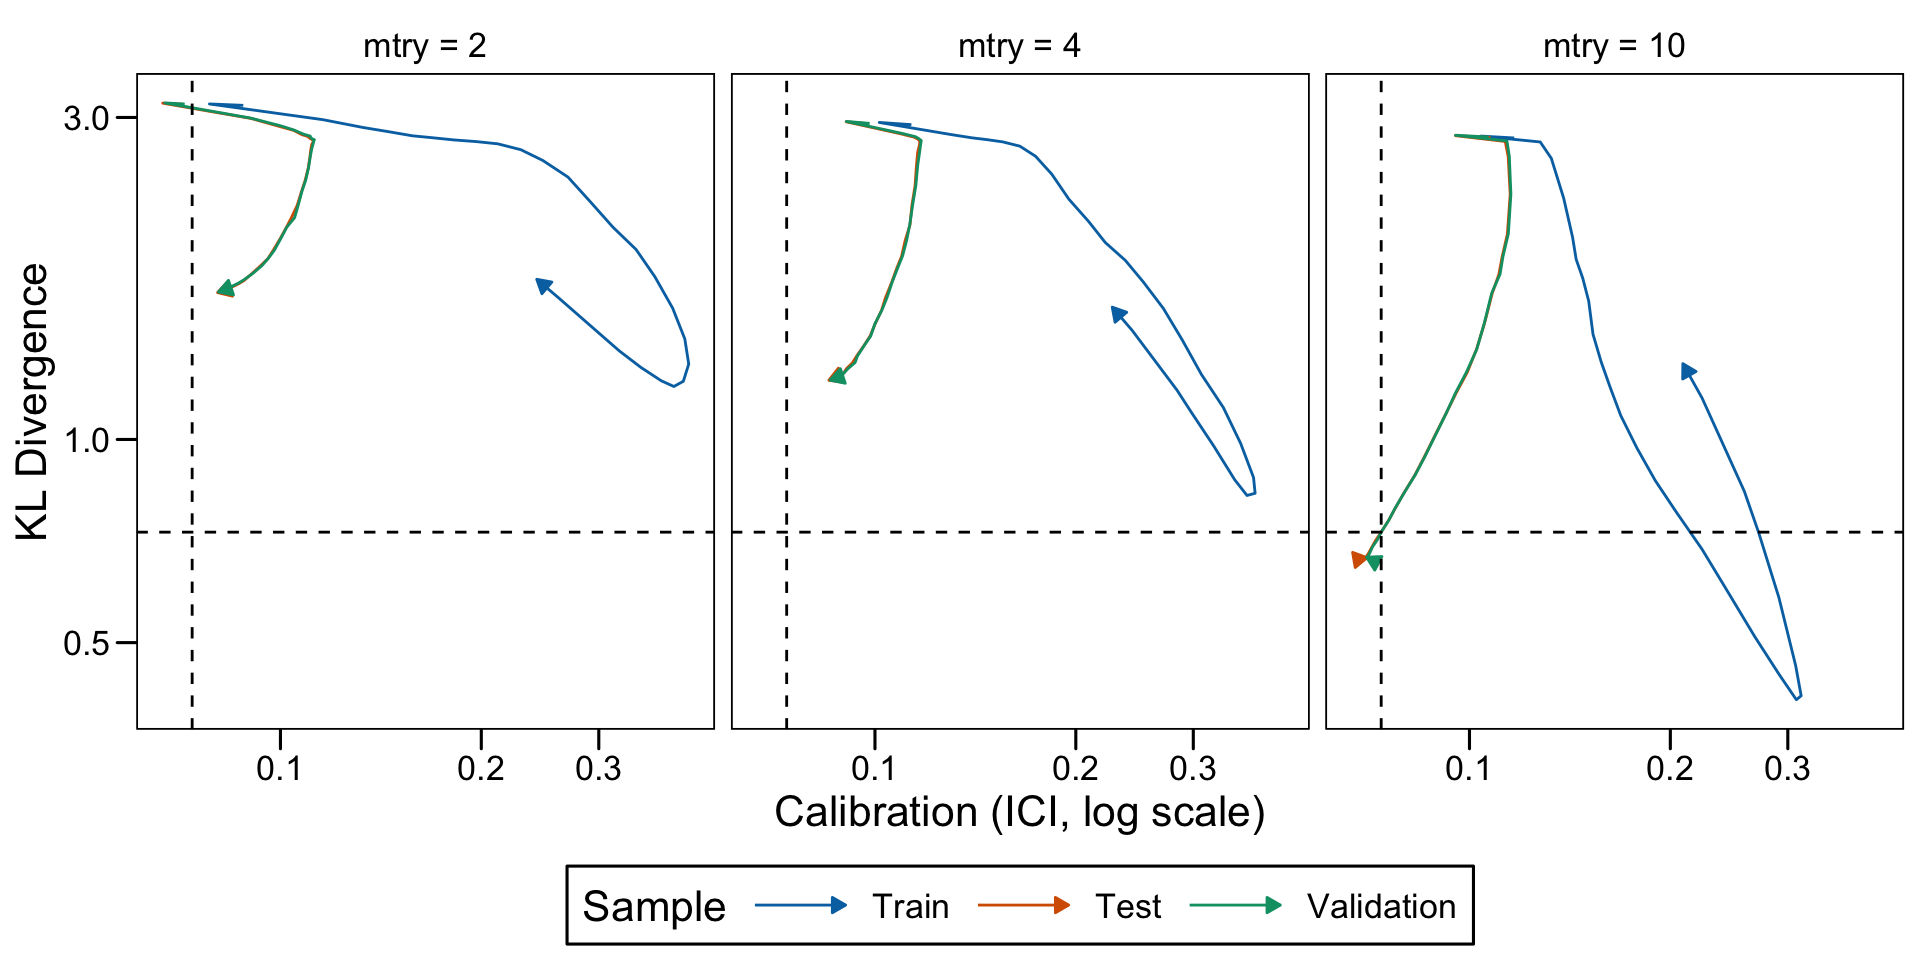 mtry = 2
mtry = 4
mtry = 10
KL Divergence
3.0
1.0
0.5
0.1
0.2
0.3
0.1
0.2
0.3
0.1
0.2
0.3
Calibration (ICI, log scale)
Sample
Train
Test
Validation